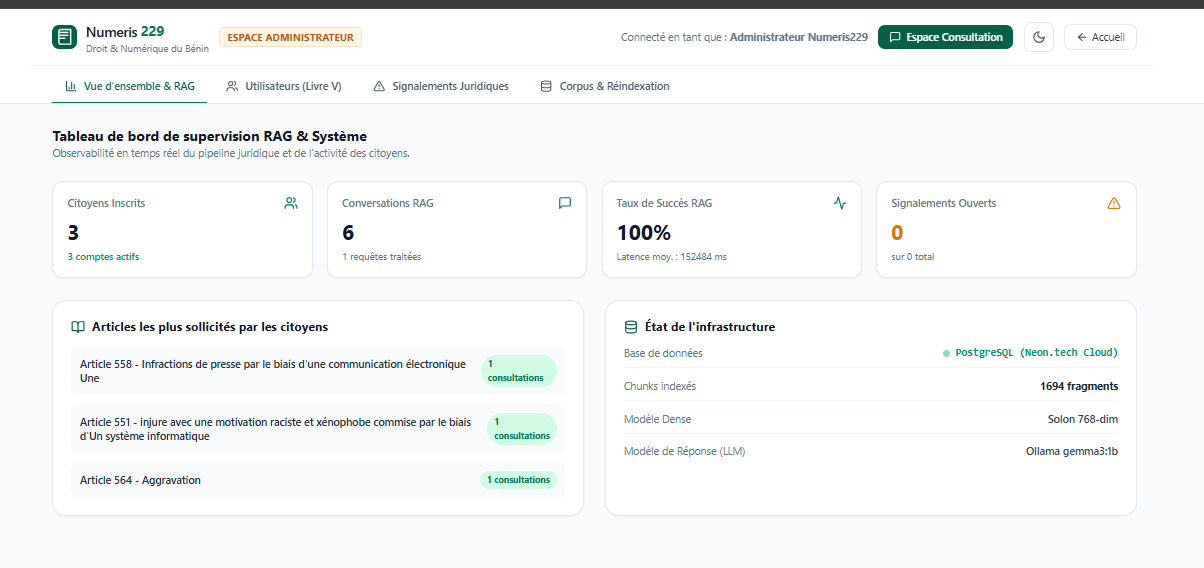 Numeris 229
Droit & Numérique du Bénin
ESPACE ADMINISTRATEUR
Connecté en tant que : Administrateur Numeris229
Espace Consultation
Accueil
Vue d'ensemble & RAG
Utilisateurs (Livre V)
Signalements Juridiques
Corpus & Réindexation
Tableau de bord de supervision RAG & Système
Observabilité en temps réel du pipeline juridique et de l'activité des citoyens.
Citoyens Inscrits
3
3 comptes actifs
Conversations RAG
6
1 requêtes traitées
Taux de Succès RAG
100%
Latence moy. : 152484 ms
Signalements Ouverts
0
sur 0 total
Articles les plus sollicités par les citoyens
Article 558 - Infractions de presse par le biais d'une communication électronique
Une
1
consultations
Article 551 - injure avec une motivation raciste et xénophobe commise par le biais
d'Un système informatique
1
consultations
Article 564 - Aggravation
1 consultations
État de l'infrastructure
Base de données
PostgreSQL (Neon.tech Cloud)
Chunks indexés
1694 fragments
Modèle Dense
Solon 768-dim
Modèle de Réponse (LLM)
Ollama gemma3:1b